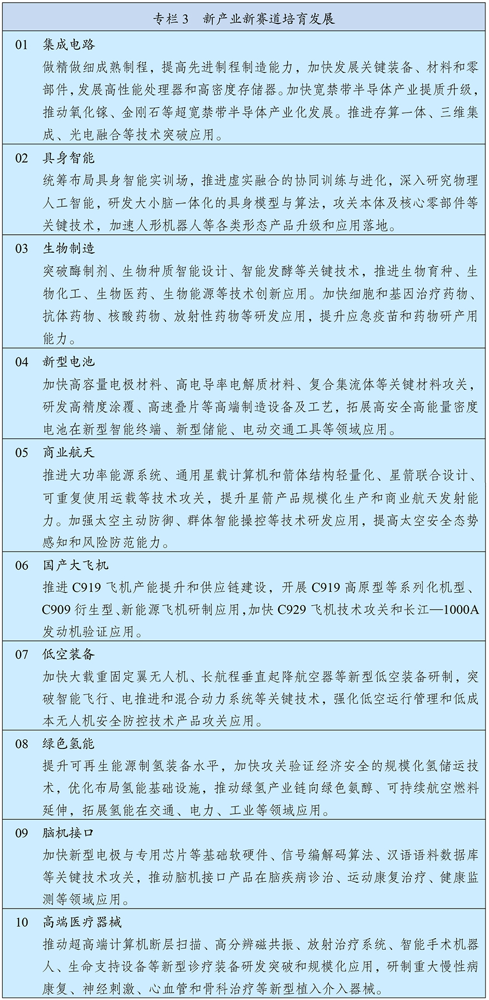 专栏 3　新产业新赛道培育发展
01　集成电路
做精做细成熟制程，提高先进制程制造能力，加快发展关键装备、材料和零
部件，发展高性能处理器和高密度存储器。加快宽禁带半导体产业提质升级，
推动氧化镓、金刚石等超宽禁带半导体产业化发展。推进存算一体、三维集
成、光电融合等技术突破应用。
02　具身智能
统筹布局具身智能实训场，推进虚实融合的协同训练与进化，深入研究物理
人工智能，研发大小脑一体化的具身模型与算法，攻关本体及核心零部件等
关键技术，加速人形机器人等各类形态产品升级和应用落地。
03　生物制造
突破酶制剂、生物种质智能设计、智能发酵等关键技术，推进生物育种、生
物化工、生物医药、生物能源等技术创新应用。加快细胞和基因治疗药物、
抗体药物、核酸药物、放射性药物等研发应用，提升应急疫苗和药物研产用
能力。
04　新型电池
加快高容量电极材料、高电导率电解质材料、复合集流体等关键材料攻关，
研发高精度涂覆、高速叠片等高端制造设备及工艺，拓展高安全高能量密度
电池在新型智能终端、新型储能、电动交通工具等领域应用。
05　商业航天
推进大功率能源系统、通用星载计算机和箭体结构轻量化、星箭联合设计、
可重复使用运载等技术攻关，提升星箭产品规模化生产和商业航天发射能
力。加强太空主动防御、群体智能操控等技术研发应用，提高太空安全态势
感知和风险防范能力。
06　国产大飞机
推进 C919 飞机产能提升和供应链建设，开展 C919 高原型等系列化机型、
C909 衍生型、新能源飞机研制应用，加快 C929 飞机技术攻关和长江—1000A
发动机验证应用。
07　低空装备
加快大载重固定翼无人机、长航程垂直起降航空器等新型低空装备研制，突
破智能飞行、电推进和混合动力系统等关键技术，强化低空运行管理和低成
本无人机安全防控技术产品攻关应用。
08　绿色氢能
提升可再生能源制氢装备水平，加快攻关验证经济安全的规模化氢储运技
术，优化布局氢能基础设施，推动绿氢产业链向绿色氨醇、可持续航空燃料
延伸，拓展氢能在交通、电力、工业等领域应用。
09　脑机接口
加快新型电极与专用芯片等基础软硬件、信号编解码算法、汉语语料数据库
等关键技术攻关，推动脑机接口产品在脑疾病诊治、运动康复治疗、健康监
测等领域应用。
10　高端医疗器械
推动超高端计算机断层扫描、高分辨磁共振、放射治疗系统、智能手术机器
人、生命支持设备等新型诊疗装备研发突破和规模化应用，研制重大慢性病
康复、神经刺激、心血管和骨科治疗等新型植入介入器械。